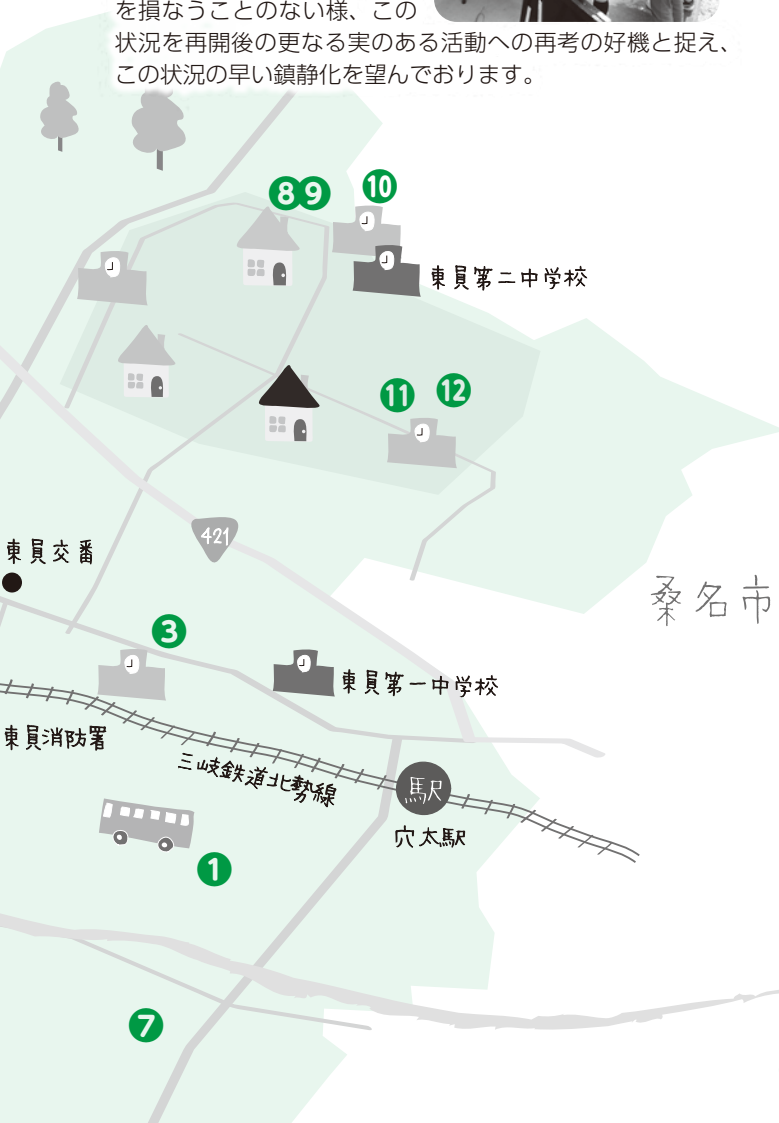 を損なうことのない様、この
状況を再開後の更なる実のある活動への再考の好機と捉え、
この状況の早い鎮静化を望んでおります。
8 9 10
東員第二中学校
11 12
421
東員交番
桑名市
3
東員第一中学校
東員消防署
三岐鉄道北勢線
駅
穴太駅
1
7